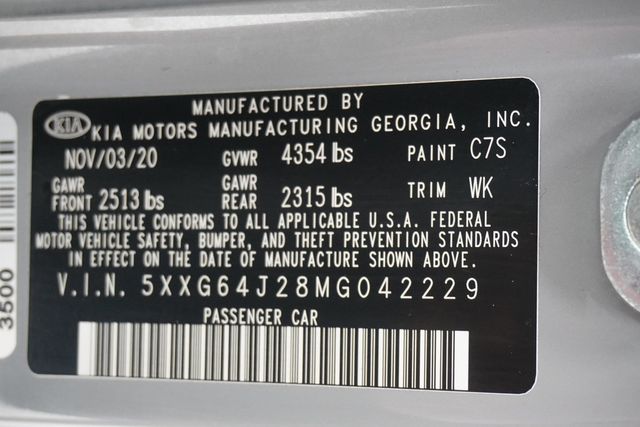 MANUFACTURED BY
KIA KIA MOTORS MANUFACTURING GEORGIA, INC.
NOV/03/20 GVWR 4354 lbs PAINT C7S
GAWR FRONT 2513 lbs GAWR REAR 2315 lbs TRIM WK
THIS VEHICLE CONFORMS TO ALL APPLICABLE U.S.A. FEDERAL
MOTOR VEHICLE SAFETY, BUMPER, AND THEFT PREVENTION STANDARDS
IN EFFECT ON THE DATE OF MANUFACTURE SHOWN ABOVE.
V.I.N. 5XXG64J28MG042229
PASSENGER CAR
3500